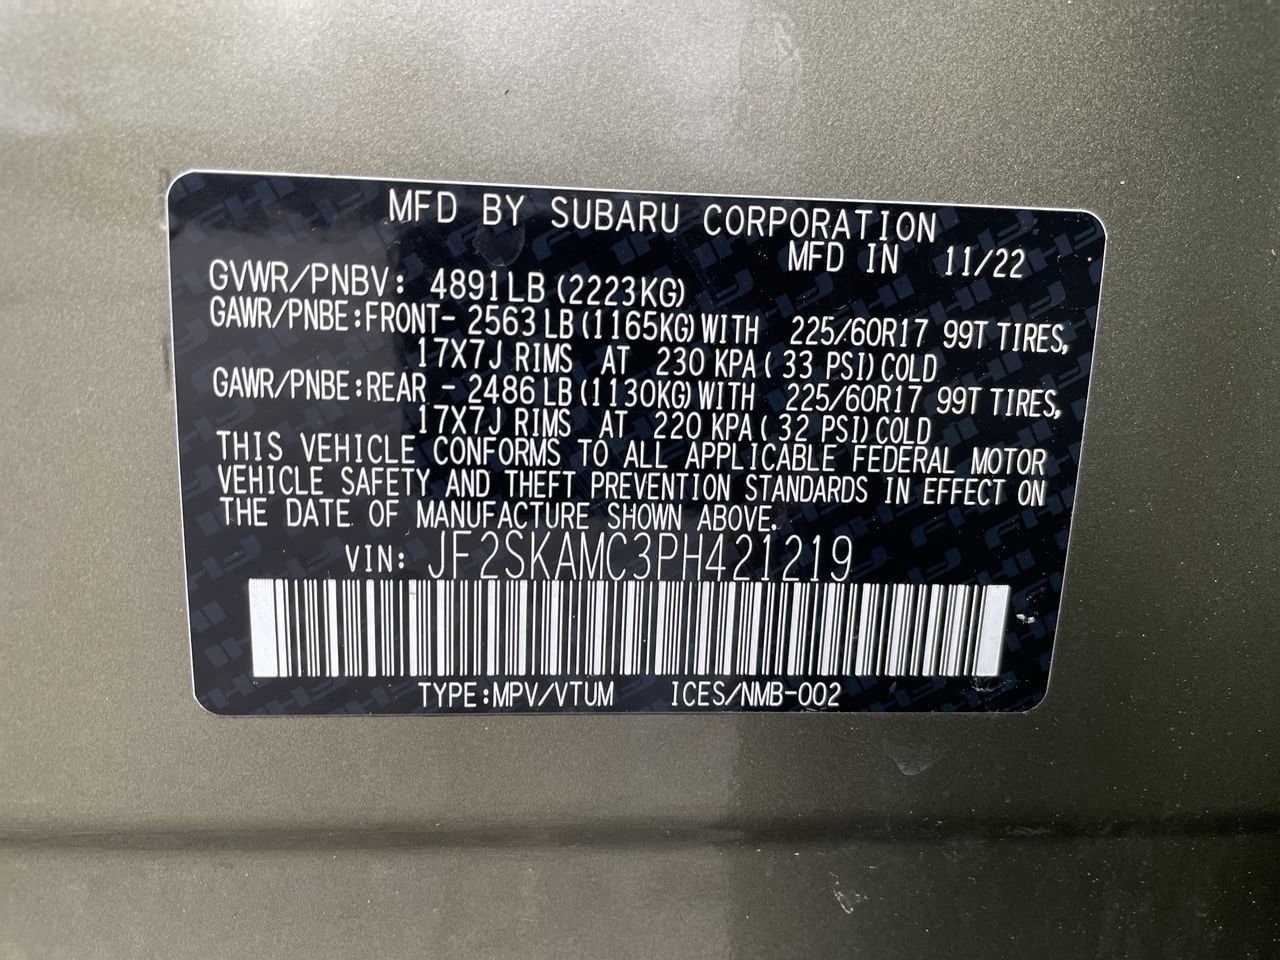 MFD BY SUBARU CORPORATION
MFD IN 11/22
GVWR/PNBV: 4891LB (2223KG)
GAWR/PNBE:FRONT- 2563 LB (1165KG) WITH 225/60R17 99T TIRES,
17X7J RIMS AT 230 KPA ( 33 PSI) COLD
GAWR/PNBE:REAR - 2486 LB (1130KG) WITH 225/60R17 99T TIRES,
17X7J RIMS AT 220 KPA ( 32 PSI) COLD
THIS VEHICLE CONFORMS TO ALL APPLICABLE FEDERAL MOTOR
VEHICLE SAFETY AND THEFT PREVENTION STANDARDS IN EFFECT ON
THE DATE OF MANUFACTURE SHOWN ABOVE.
VIN: JF2SKAMC3PH421219
TYPE:MPV/VTUM ICES/NMB-002